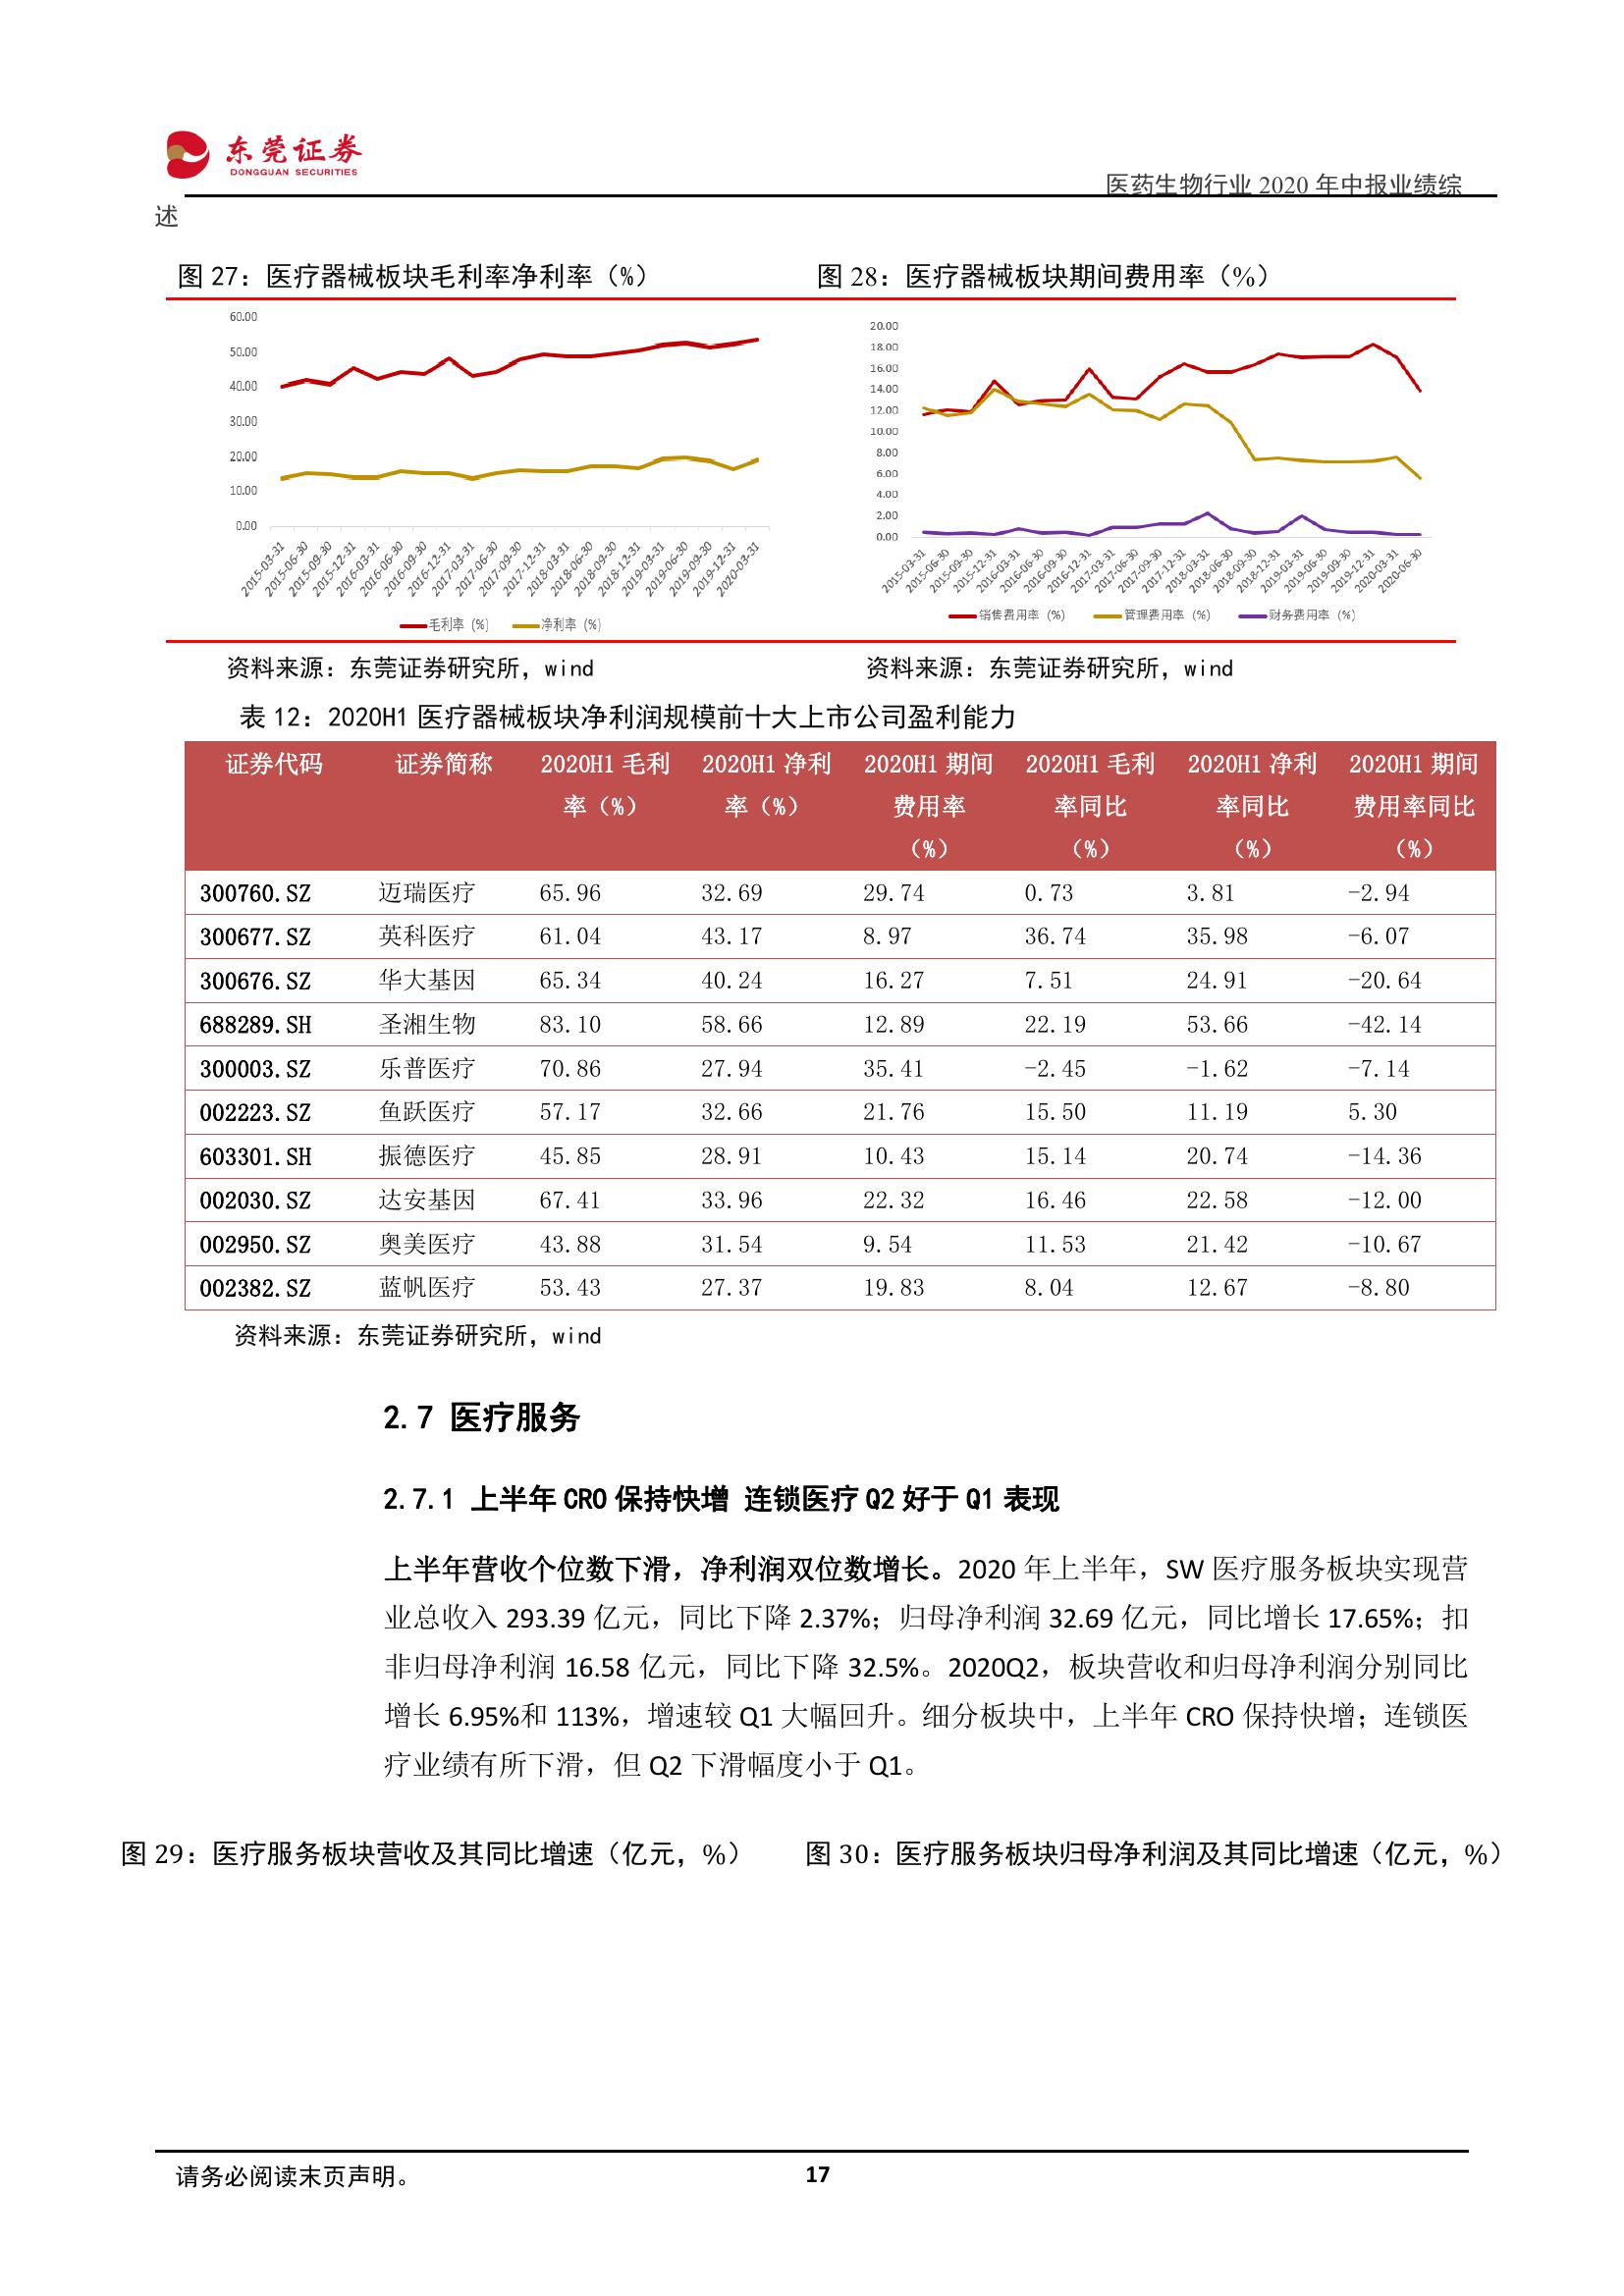 东莞证券
DONGGUAN SECURITIES
医药生物行业 2020 年中报业绩综
述
图 27：医疗器械板块毛利率净利率（%）
图 28：医疗器械板块期间费用率（%）
60.00
50.00
40.00
30.00
20.00
10.00
0.00
2015-03-31
2015-06-30
2015-09-30
2015-12-31
2016-03-31
2016-06-30
2016-09-30
2016-12-31
2017-03-31
2017-06-30
2017-09-30
2017-12-31
2018-03-31
2018-06-30
2018-09-30
2018-12-31
2019-03-31
2019-06-30
2019-09-30
2019-12-31
2020-03-31
毛利率（%） 净利率（%）
20.00
18.00
16.00
14.00
12.00
10.00
8.00
6.00
4.00
2.00
0.00
2015-03-31
2015-06-30
2015-09-30
2015-12-31
2016-03-31
2016-06-30
2016-09-30
2016-12-31
2017-03-31
2017-06-30
2017-09-30
2017-12-31
2018-03-31
2018-06-30
2018-09-30
2018-12-31
2019-03-31
2019-06-30
2019-09-30
2019-12-31
2020-03-31
2020-06-30
销售费用率（%） 管理费用率（%） 财务费用率（%）
资料来源：东莞证券研究所，wind
资料来源：东莞证券研究所，wind
表 12：2020H1 医疗器械板块净利润规模前十大上市公司盈利能力
证券代码 证券简称 2020H1 毛利 2020H1 净利 2020H1 期间 2020H1 毛利 2020H1 净利 2020H1 期间
率（%） 率（%） 费用率 率同比 率同比 费用率同比
（%） （%） （%） （%）
300760.SZ 迈瑞医疗 65.96 32.69 29.74 0.73 3.81 -2.94
300677.SZ 英科医疗 61.04 43.17 8.97 36.74 35.98 -6.07
300676.SZ 华大基因 65.34 40.24 16.27 7.51 24.91 -20.64
688289.SH 圣湘生物 83.10 58.66 12.89 22.19 53.66 -42.14
300003.SZ 乐普医疗 70.86 27.94 35.41 -2.45 -1.62 -7.14
002223.SZ 鱼跃医疗 57.17 32.66 21.76 15.50 11.19 5.30
603301.SH 振德医疗 45.85 28.91 10.43 15.14 20.74 -14.36
002030.SZ 达安基因 67.41 33.96 22.32 16.46 22.58 -12.00
002950.SZ 奥美医疗 43.88 31.54 9.54 11.53 21.42 -10.67
002382.SZ 蓝帆医疗 53.43 27.37 19.83 8.04 12.67 -8.80
资料来源：东莞证券研究所，wind
2.7 医疗服务
2.7.1 上半年 CRO 保持快增 连锁医疗 Q2 好于 Q1 表现
上半年营收个位数下滑，净利润双位数增长。2020 年上半年，SW 医疗服务板块实现营
业总收入 293.39 亿元，同比下降 2.37%；归母净利润 32.69 亿元，同比增长 17.65%；扣
非归母净利润 16.58 亿元，同比下降 32.5%。2020Q2，板块营收和归母净利润分别同比
增长 6.95%和 113%，增速较 Q1 大幅回升。细分板块中，上半年 CRO 保持快增；连锁医
疗业绩有所下滑，但 Q2 下滑幅度小于 Q1。
图 29：医疗服务板块营收及其同比增速（亿元，%）
图 30：医疗服务板块归母净利润及其同比增速（亿元，%）
请务必阅读末页声明。
17